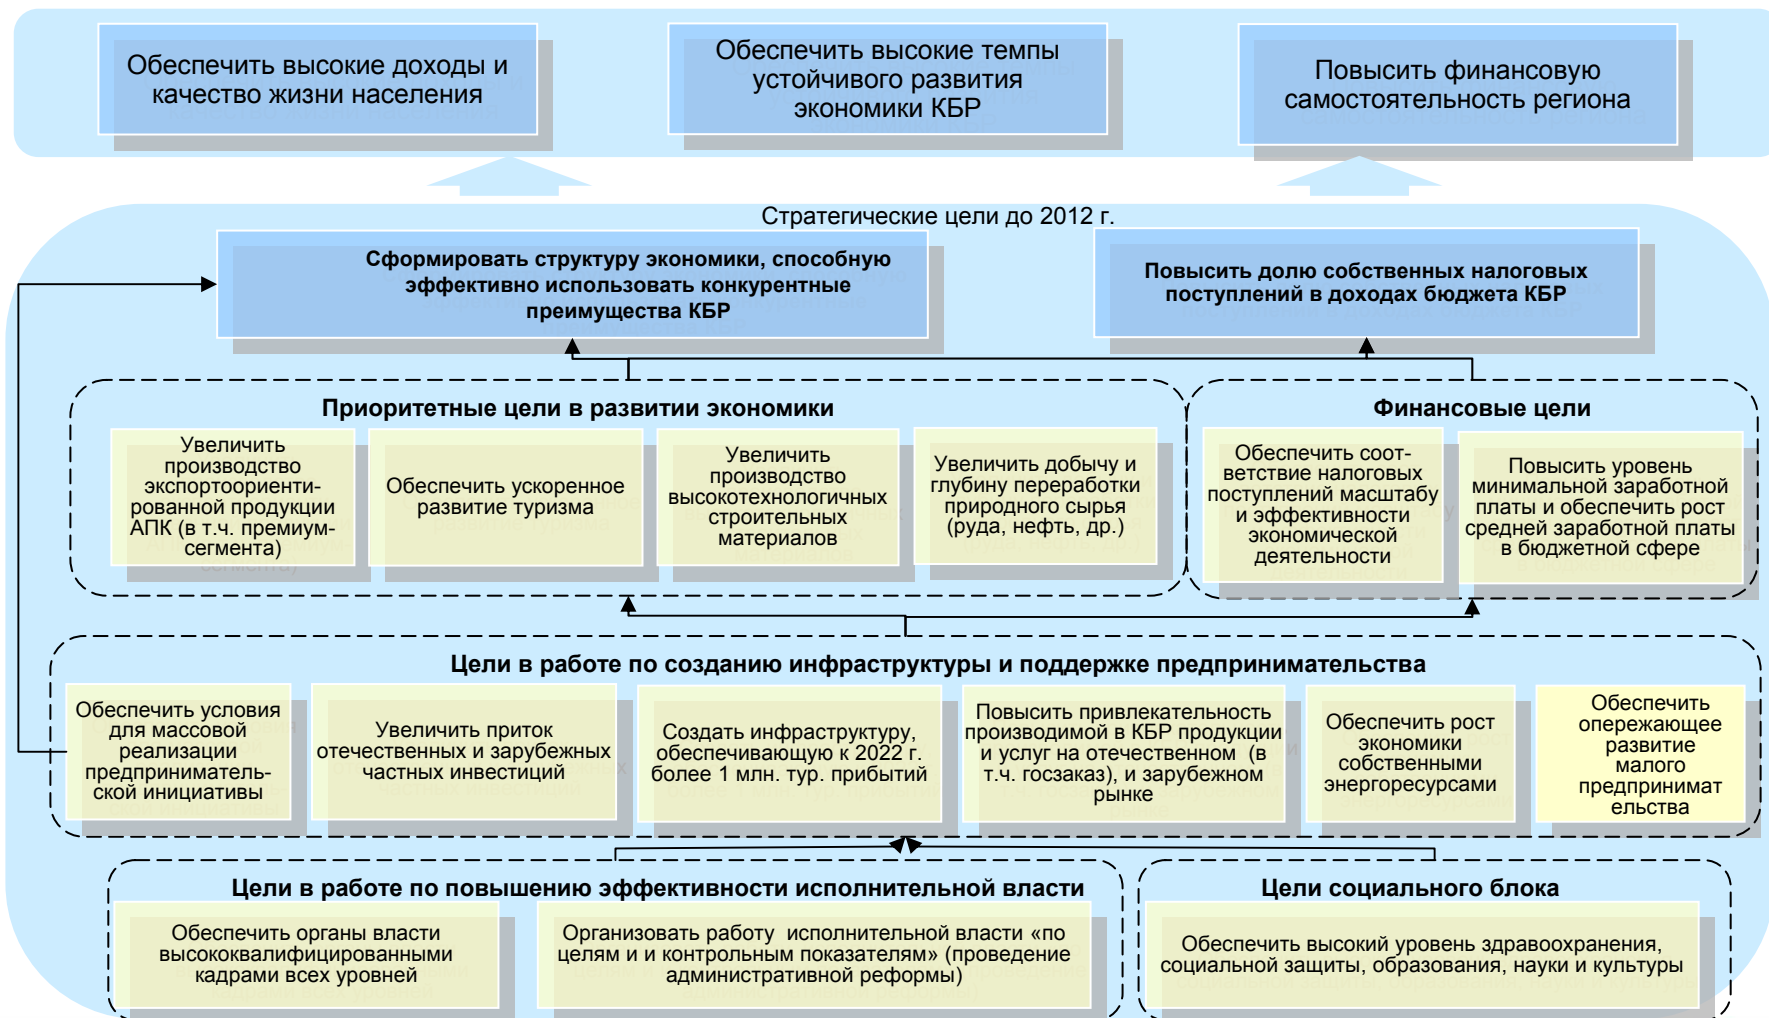 Обеспечить высокие доходы и
качество жизни населения
Обеспечить высокие темпы
устойчивого развития
экономики КБР
Повысить финансовую
самостоятельность региона
Стратегические цели до 2012 г.
Сформировать структуру экономики, способную
эффективно использовать конкурентные
преимущества КБР
Повысить долю собственных налоговых
поступлений в доходах бюджета КБР
Приоритетные цели в развитии экономики
Увеличить
производство
экспортоориенти-
рованной продукции
АПК (в т.ч. премиум-
сегмента)
Обеспечить ускоренное
развитие туризма
Увеличить
производство
высокотехнологичных
строительных
материалов
Увеличить добычу и
глубину переработки
природного сырья
(руда, нефть, др.)
Финансовые цели
Обеспечить соот-
ветствие налоговых
поступлений масштабу
и эффективности
экономической
деятельности
Повысить уровень
минимальной заработной
платы и обеспечить рост
средней заработной платы
в бюджетной сфере
Цели в работе по созданию инфраструктуры и поддержке предпринимательства
Обеспечить условия
для массовой
реализации
предприниматель-
ской инициативы
Увеличить приток
отечественных и зарубежных
частных инвестиций
Создать инфраструктуру,
обеспечивающую к 2022 г.
более 1 млн. тур. прибытий
Повысить привлекательность
производимой в КБР продукции
и услуг на отечественном (в
т.ч. госзаказ), и зарубежном
рынке
Обеспечить рост
экономики
собственными
энергоресурсами
Обеспечить
опережающее
развитие
малого
предпринимат
ельства
Цели в работе по повышению эффективности исполнительной власти
Обеспечить органы власти
высококвалифицированными
кадрами всех уровней
Организовать работу исполнительной власти «по
целям и и контрольным показателям» (проведение
административной реформы)
Цели социального блока
Обеспечить высокий уровень здравоохранения,
социальной защиты, образования, науки и культуры